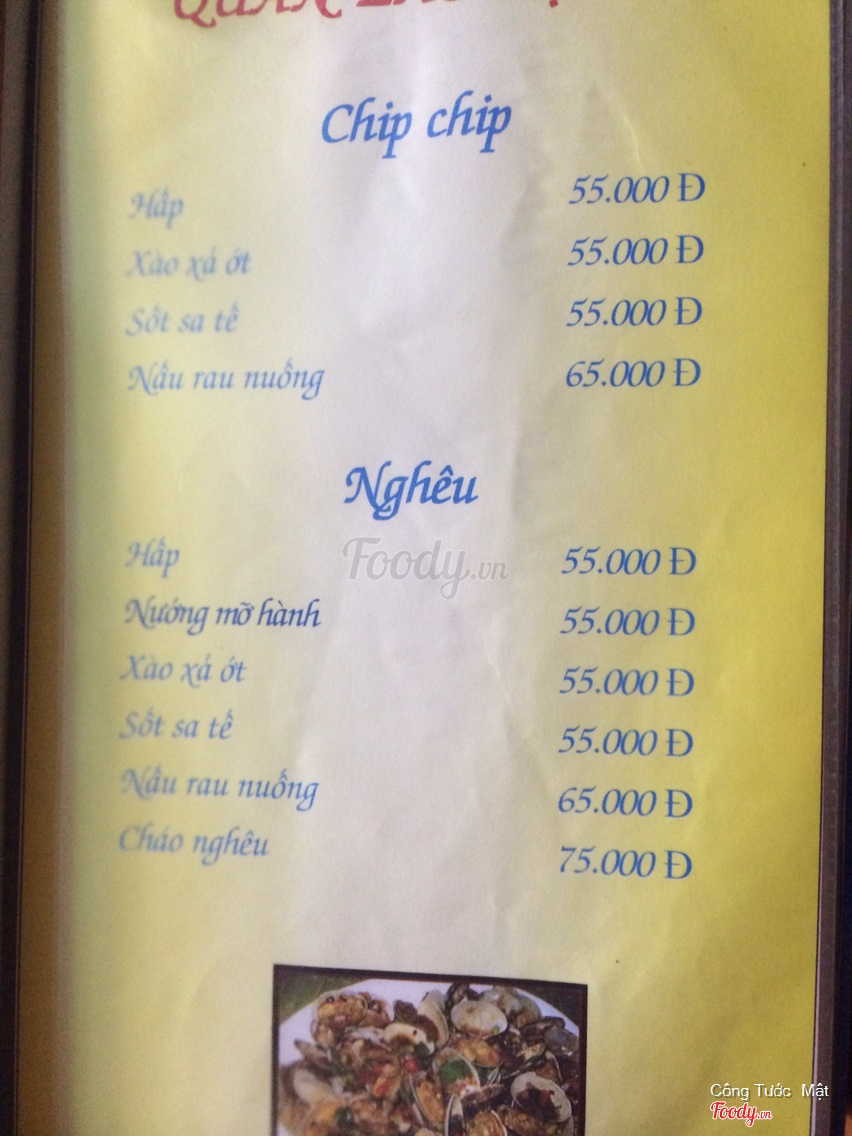 QUÁN
Chip chip
Hấp 55.000 Đ
Xào xả ớt 55.000 Đ
Sốt sa tế 55.000 Đ
Nấu rau nuống 65.000 Đ
Nghêu
Hấp 55.000 Đ
Foody.vn
Nướng mỡ hành 55.000 Đ
Xào xả ớt 55.000 Đ
Sốt sa tế 55.000 Đ
Nấu rau nuống 65.000 Đ
Cháo nghêu 75.000 Đ
Công Tước Mật
Foody.vn